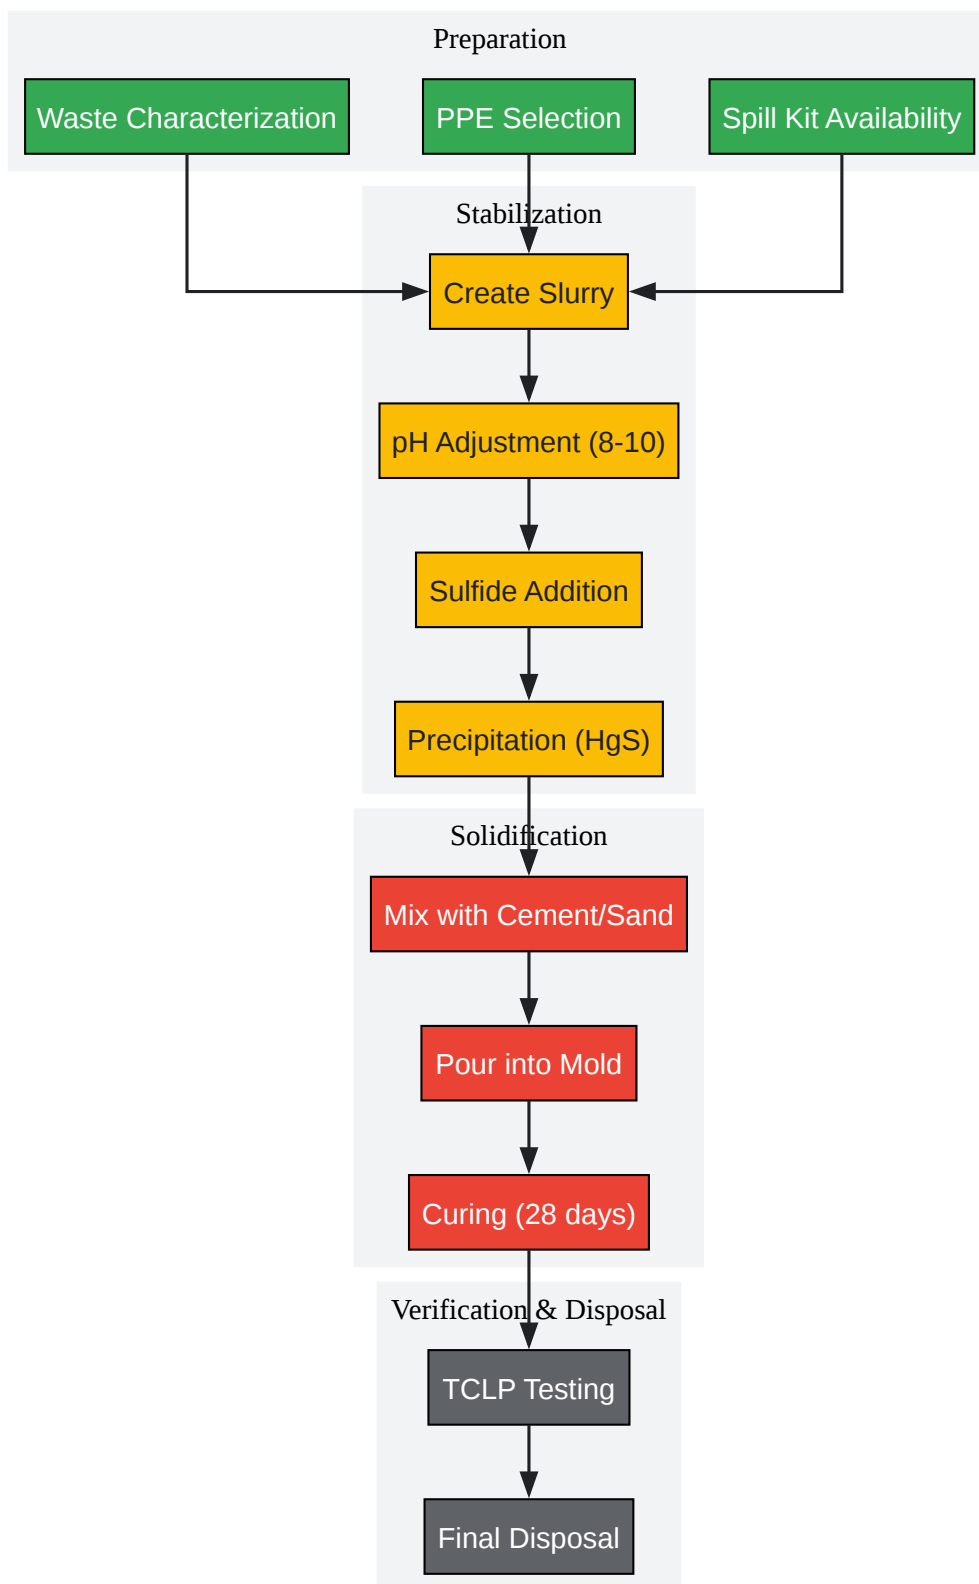 Preparation
Waste Characterization
PPE Selection
Spill Kit Availability
Stabilization
Create Slurry
pH Adjustment (8-10)
Sulfide Addition
Precipitation (HgS)
Solidification
Mix with Cement/Sand
Pour into Mold
Curing (28 days)
Verification & Disposal
TCLP Testing
Final Disposal